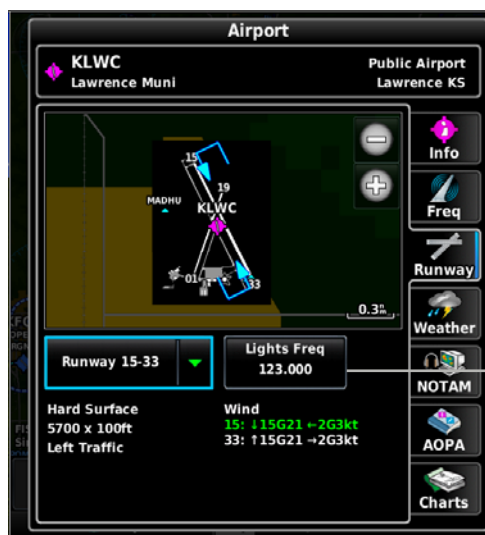 Airport
KLWC
Lawrence Muni
Public Airport
Lawrence KS
15
19
MADHU
KLWC
01
33
0.3nm
Info
Freq
Runway
Weather
NOTAM
AOPA
Charts
Runway 15-33
Lights Freq
123.000
Hard Surface
5700 x 100ft
Left Traffic
Wind
15: ↓15G21 ←2G3kt
33: ↑15G21 →2G3kt